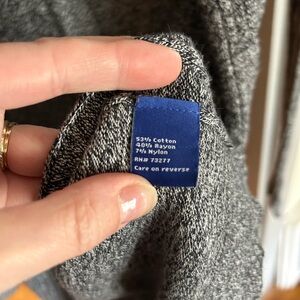 53% Cotton
40% Rayon
7% Nylon
RN# 73277
Care on reverse